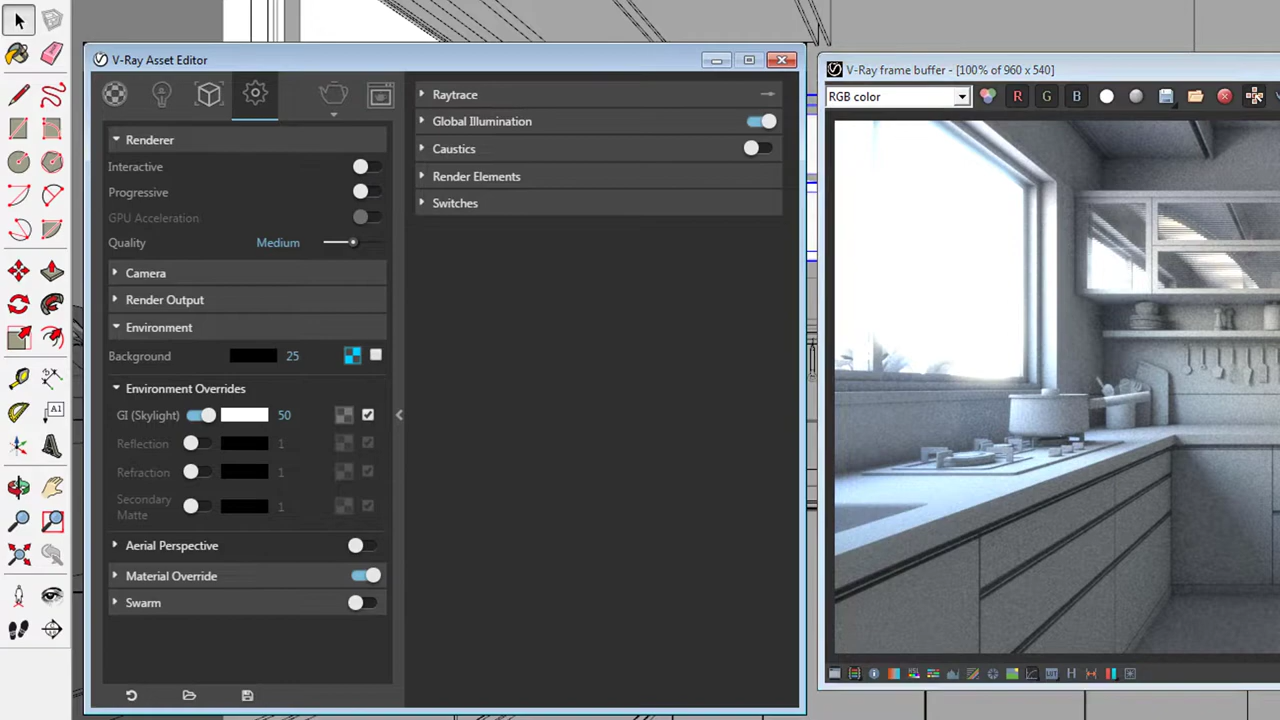 V-Ray Asset Editor
Renderer
Interactive
Progressive
GPU Acceleration
Quality Medium
Camera
Render Output
Environment
Background 25
Environment Overrides
GI (Skylight) 50
Reflection 1
Refraction 1
Secondary
Matte 1
Aerial Perspective
Material Override
Swarm
Raytrace
Global Illumination
Caustics
Render Elements
Switches
V-Ray frame buffer - [100% of 960 x 540]
RGB color R G B
A1
H